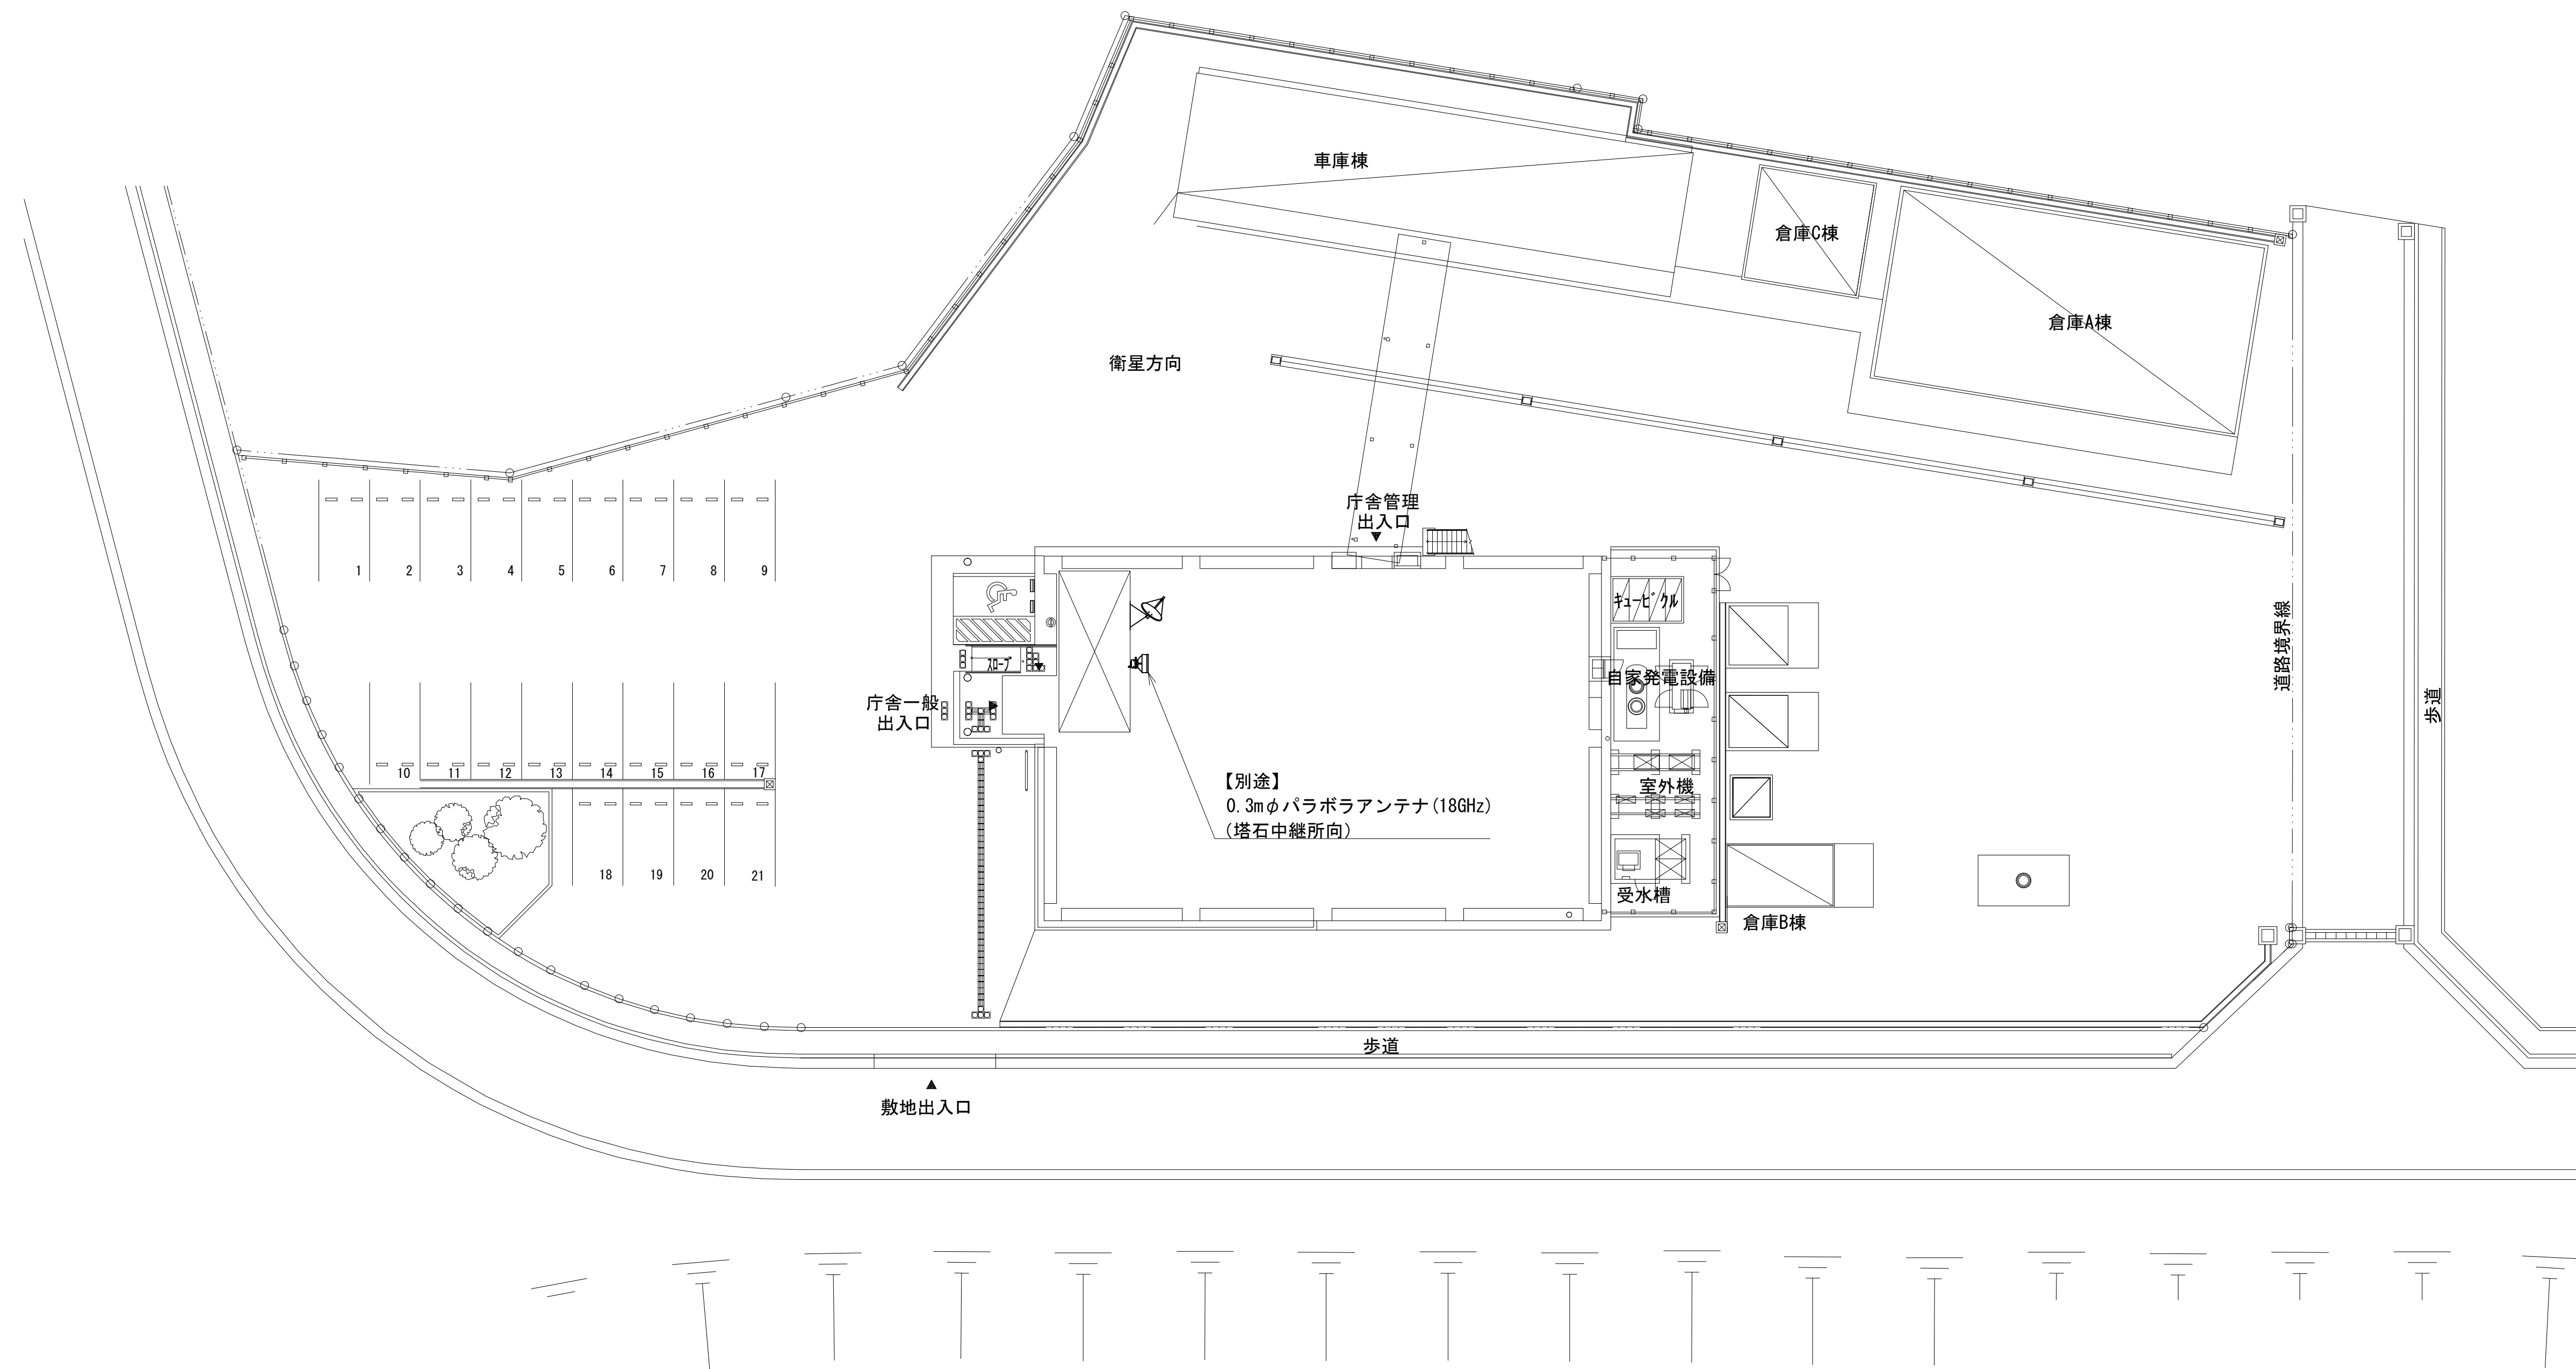 車庫棟
倉庫C棟
倉庫A棟
衛星方向
庁舎管理
出入口
1 2 3 4 5 6 7 8 9
キュービクル
スロープ
自家発電設備
道路境界線
歩道
庁舎一般
出入口
10 11 12 13 14 15 16 17
【別途】
0.3mφパラボラアンテナ(18GHz)
(塔石中継所向)
室外機
18 19 20 21
受水槽
倉庫B棟
歩道
敷地出入口